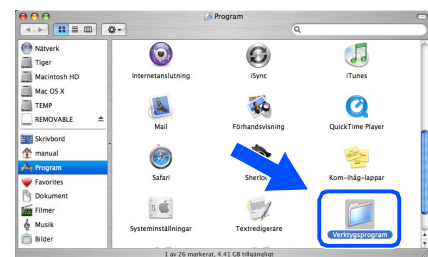 Program
Nätverk
Tiger
Macintosh HD
Mac OS X
TEMP
REMOVABLE
Skrivbord
manual
Program
Favorites
Dokument
Filmer
Musik
Bilder
Internetanslutning iSync iTunes
Mail Förhandsvisning QuickTime Player
Safari Sherlo Kom-ihåg-lappar
Systeminställningar Textredigerare Verktygsprogram
1 av 26 markerat, 4.41 GB tillgängligt